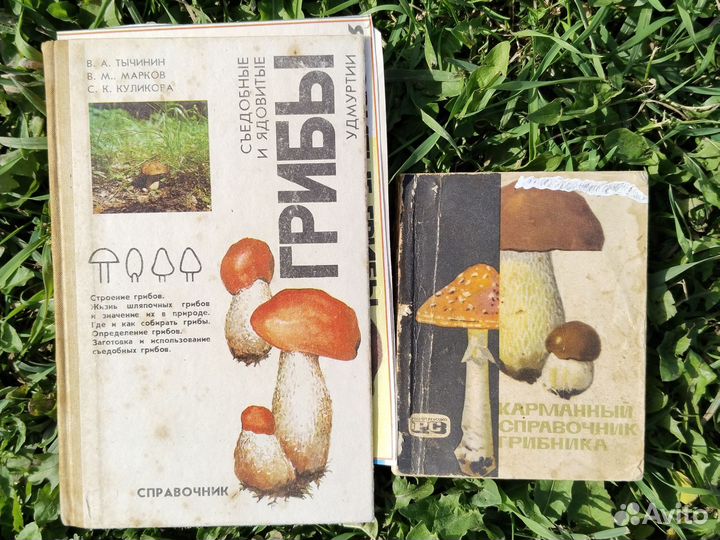 В. А. ТЫЧИНИН
В. М. МАРКОВ
С. К. КУЛИКОВА
СЪЕДОБНЫЕ
И ЯДОВИТЫЕ
ГРИБЫ
УДМУРТИИ
Строение грибов.
Жизнь шляпочных грибов
и значение их в природе.
Где и как собирать грибы.
Определение грибов.
Заготовка и использование
съедобных грибов.
СПРАВОЧНИК
КАРМАННЫЙ
СПРАВОЧНИК
ГРИБНИКА
Avito